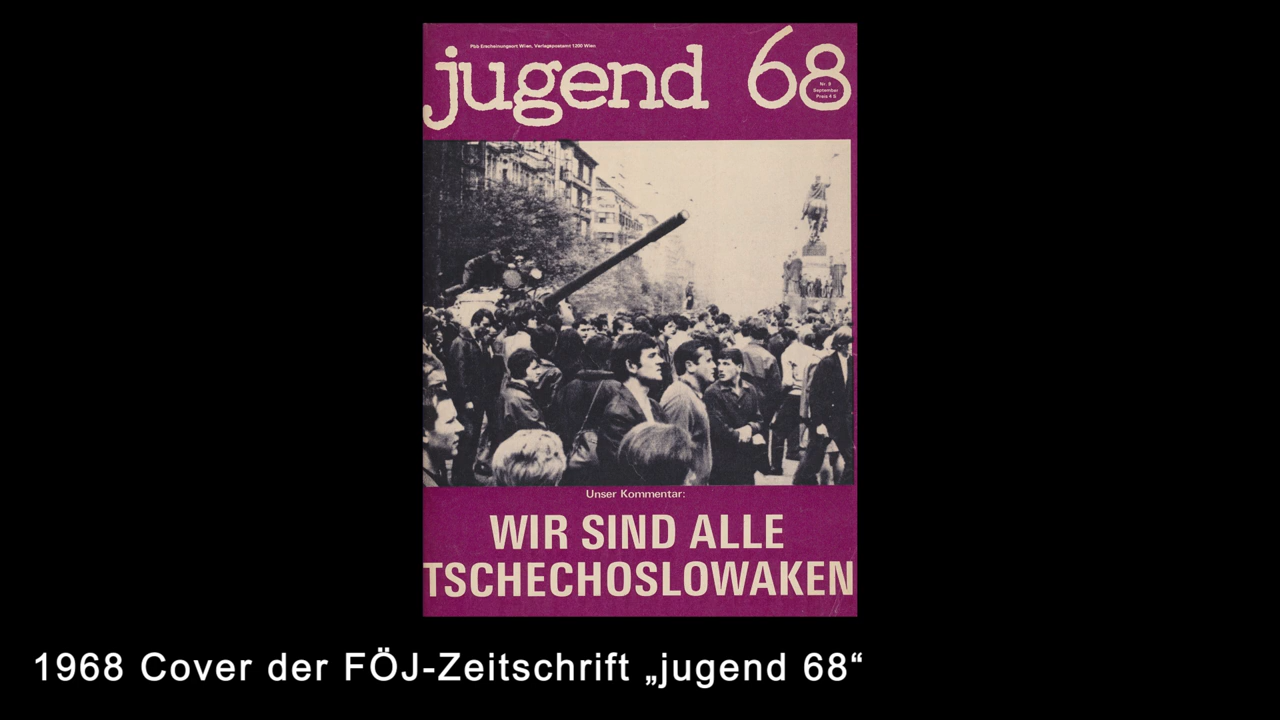 Pbb Erscheinungsort Wien, Verlagspostamt 1200 Wien
jugend 68
Nr. 9
September
Preis 4 S
Unser Kommentar:
WIR SIND ALLE
TSCHECHOSLOWAKEN
1968 Cover der FÖJ-Zeitschrift „jugend 68“